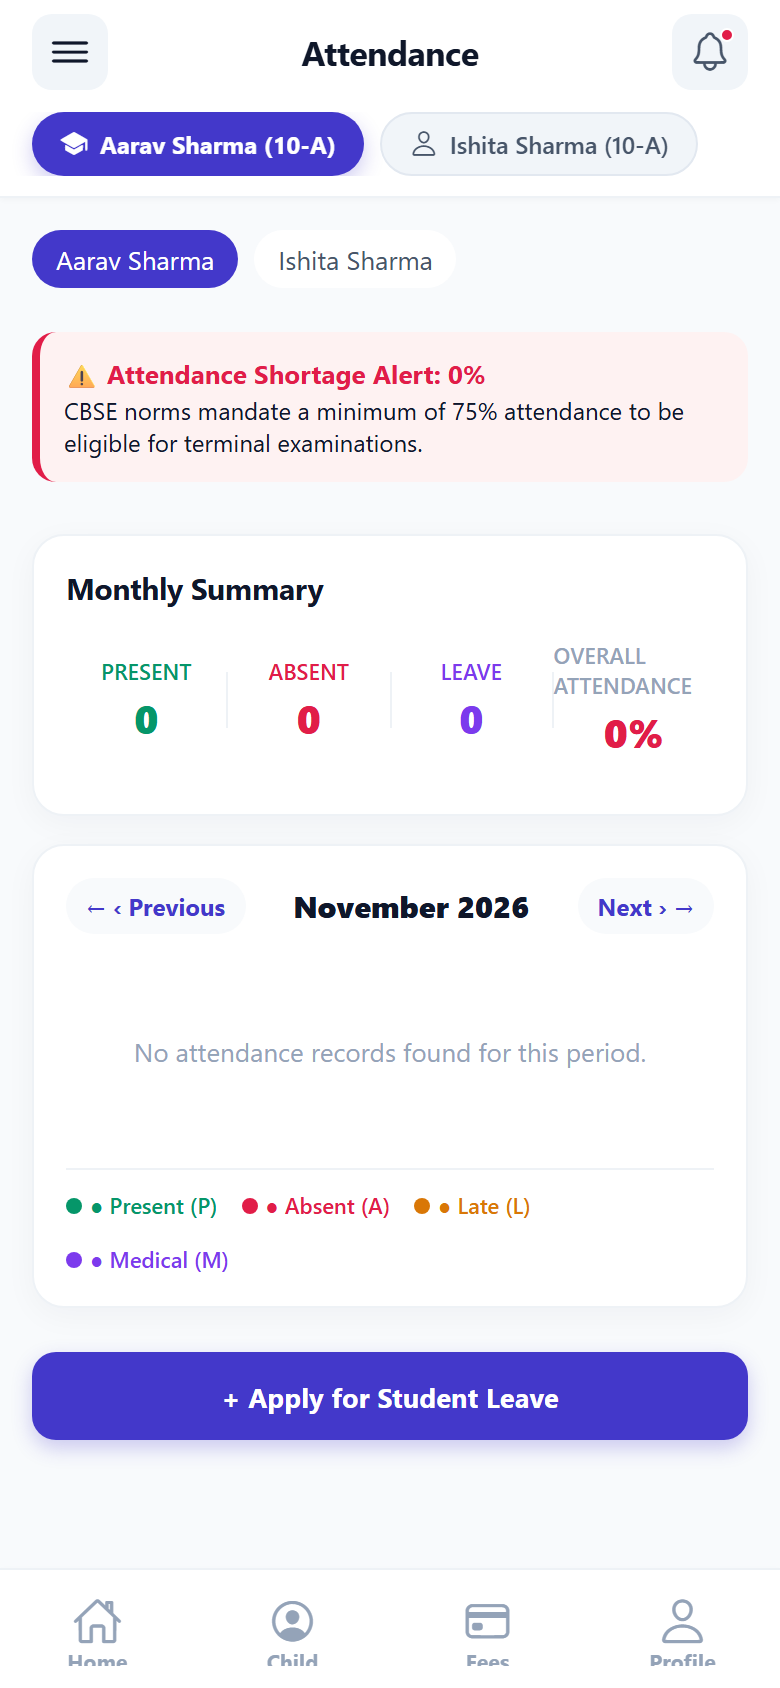 Attendance
Aarav Sharma (10-A)
Ishita Sharma (10-A)
Aarav Sharma
Ishita Sharma
⚠️ Attendance Shortage Alert: 0%
CBSE norms mandate a minimum of 75% attendance to be
eligible for terminal examinations.
Monthly Summary
PRESENT
0
ABSENT
0
LEAVE
0
OVERALL
ATTENDANCE
0%
← ‹ Previous
November 2026
Next › →
No attendance records found for this period.
● Present (P)
● Absent (A)
● Late (L)
● Medical (M)
+ Apply for Student Leave
Home
Child
Fees
Profile